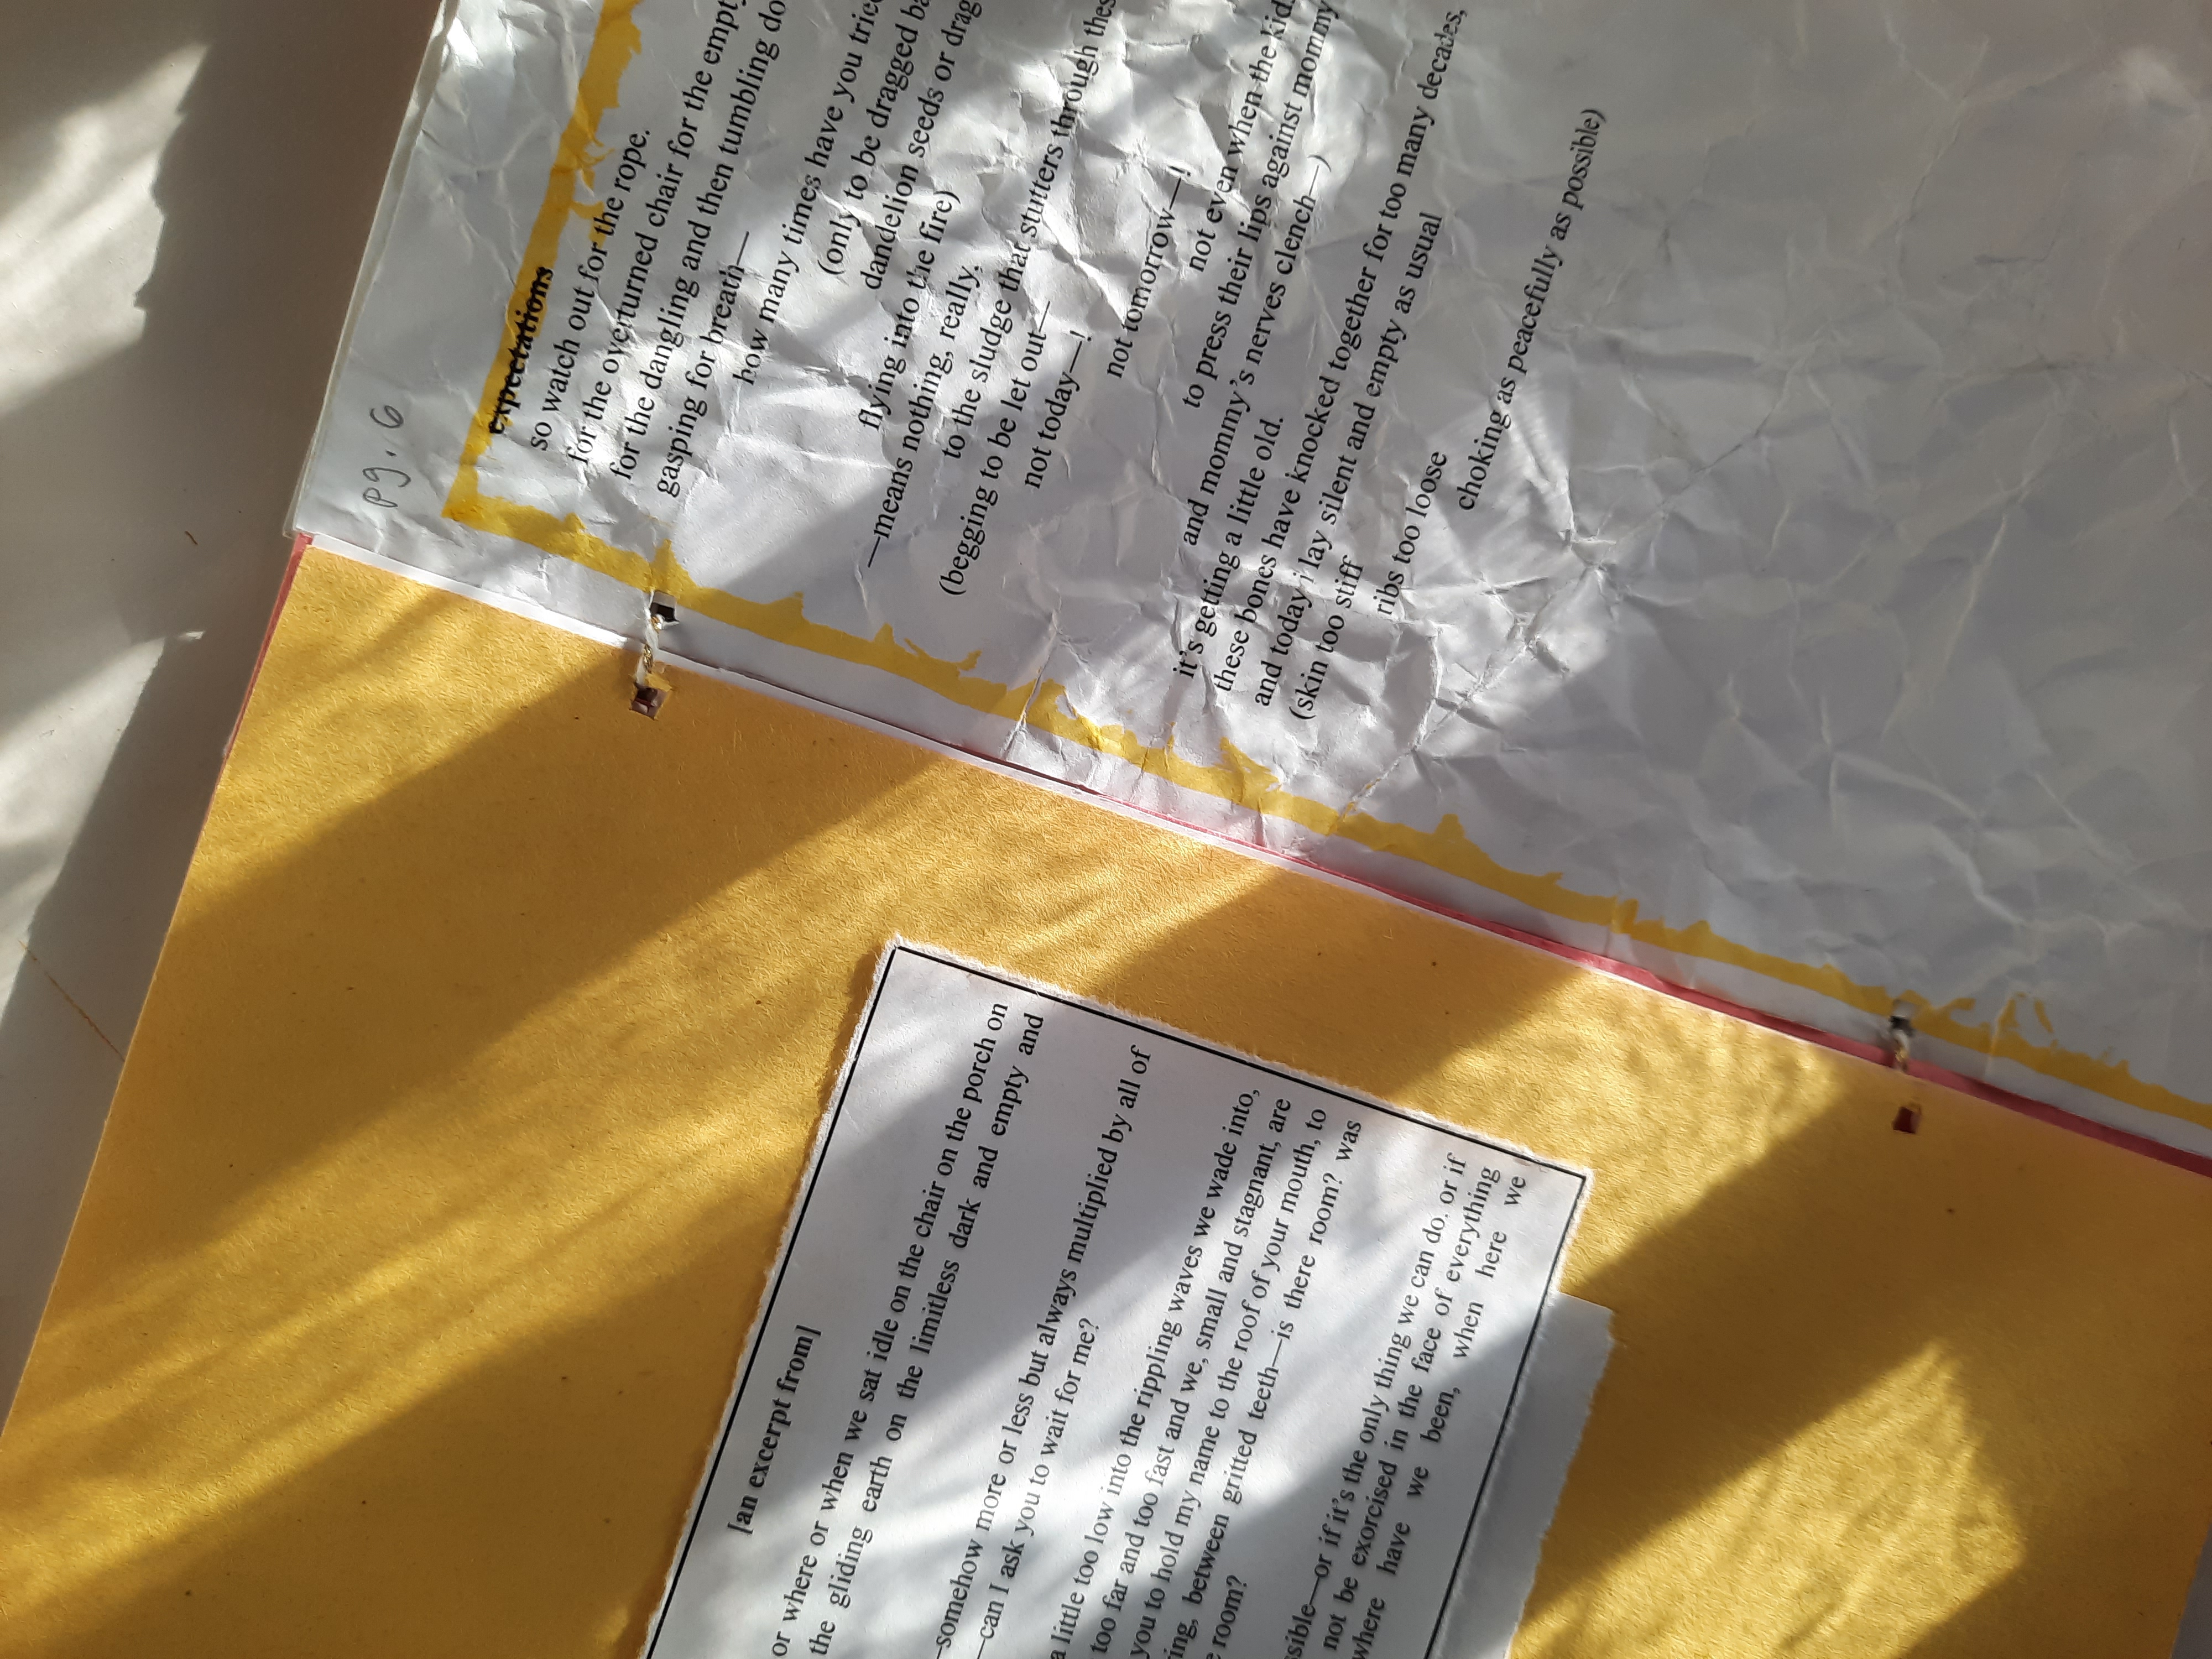 [an excerpt from]
or where or when we sat idle on the chair on the porch on
the gliding earth on the limitless dark and empty and
—somehow more or less but always multiplied by all of
—can I ask you to wait for me?
a little too low into the rippling waves we wade into,
too far and too fast and we, small and stagnant, are
you to hold my name to the roof of your mouth, to
ring, between gritted teeth—is there room? was
e room?
ssible—or if it's the only thing we can do. or if
not be exorcised in the face of everything
where have we been, when here we
pg. 6
expectations
so watch out for the rope.
for the overturned chair for the empty
for the dangling and then tumbling do
gasping for breath—
how many times have you trie
(only to be dragged ba
dandelion seeds or drag
flying into the fire)
—means nothing, really,
to the sludge that stutters through thes
(begging to be let out—
not today—!
not tomorrow—!
not even when the kid
to press their lips against mommy
and mommy's nerves clench—)
it's getting a little old.
these bones have knocked together for too many decades,
and today i lay silent and empty as usual
(skin too stiff
ribs too loose
choking as peacefully as possible)